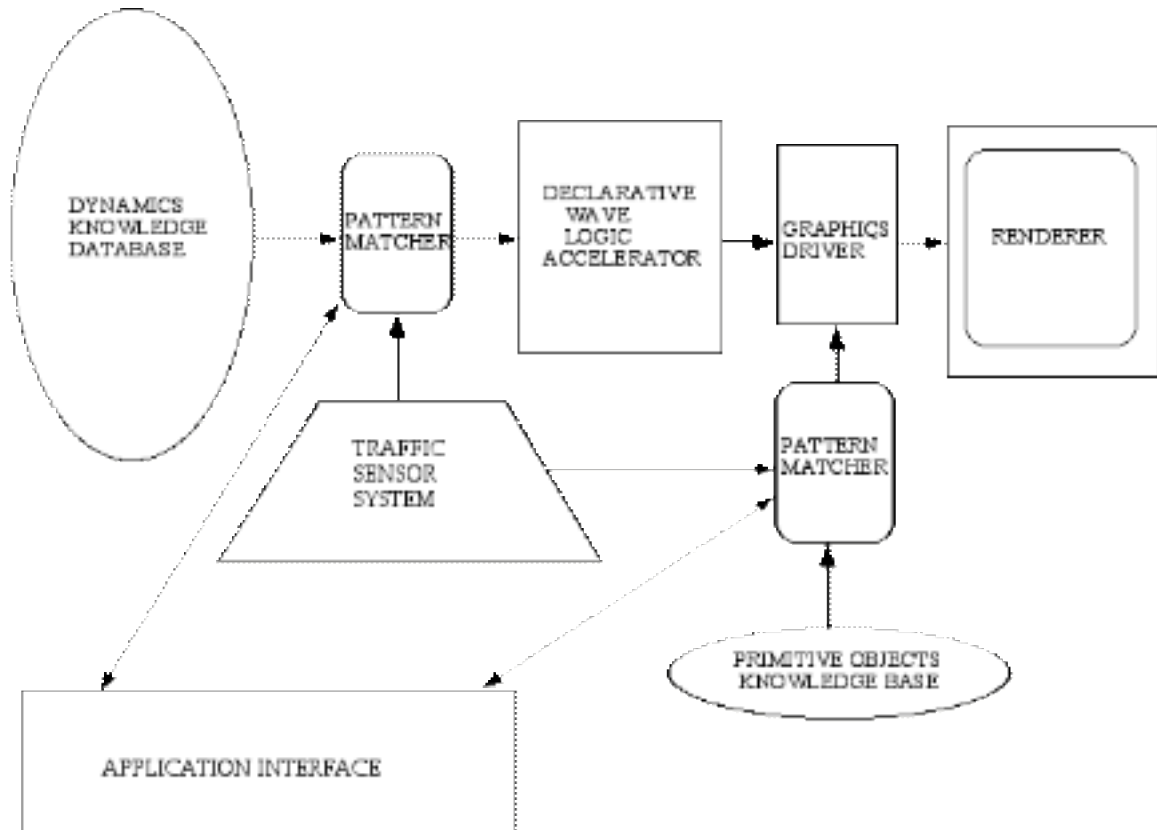 DYNAMICS
KNOWLEDGE
DATABASE
PATTERN
MATCHER
DECLARATIVE
WAVE
LOGIC
ACCELERATOR
GRAPHIQS
DRIVER
RENDERER
TRAFFIC
SENSOR
SYSTEM
PATTERN
MATCHER
PRIMITIVE OBJECTS
KNOWLEDGE BASE
APPLICATION INTERFACE